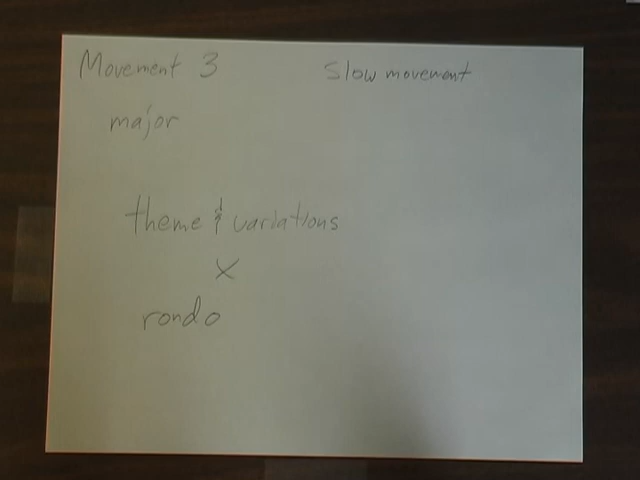 Movement 3
Slow movement
major
theme & variations
X
rondo